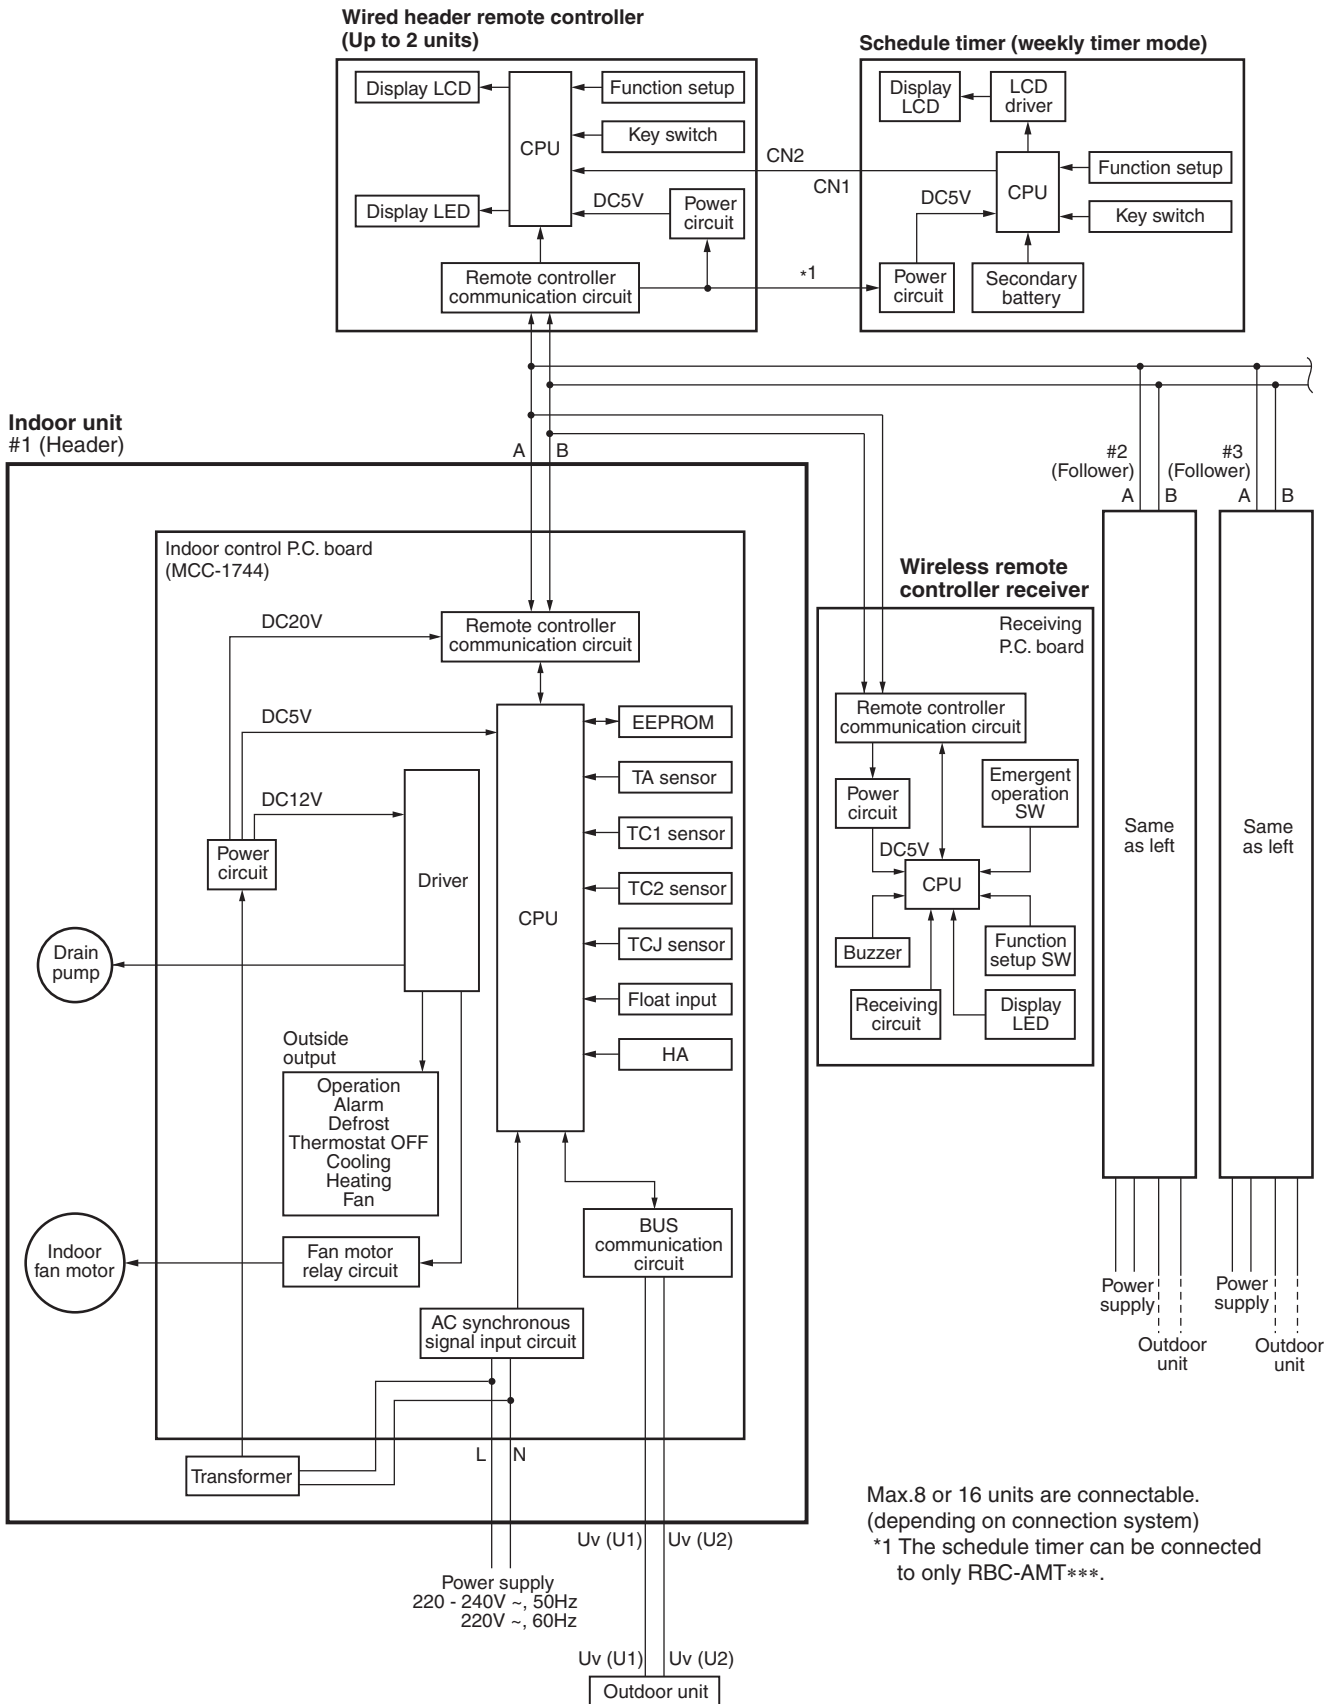 Wired header remote controller
(Up to 2 units)
Display LCD
CPU
Function setup
Key switch
Display LED
DC5V
Power
circuit
Remote controller
communication circuit
Schedule timer (weekly timer mode)
Display
LCD
LCD
driver
CPU
Function setup
Key switch
DC5V
Power
circuit
Secondary
battery
CN2
CN1
*1
Indoor unit
#1 (Header)
A
B
#2
(Follower)
A
B
#3
(Follower)
A
B
Indoor control P.C. board
(MCC-1744)
DC20V
Remote controller
communication circuit
DC5V
DC12V
Power
circuit
Driver
CPU
EEPROM
TA sensor
TC1 sensor
TC2 sensor
TCJ sensor
Float input
HA
Drain
pump
Outside
output
Operation
Alarm
Defrost
Thermostat OFF
Cooling
Heating
Fan
Indoor
fan motor
Fan motor
relay circuit
BUS
communication
circuit
AC synchronous
signal input circuit
Transformer
L
N
Wireless remote
controller receiver
Receiving
P.C. board
Remote controller
communication circuit
Power
circuit
Emergent
operation
SW
DC5V
CPU
Buzzer
Function
setup SW
Receiving
circuit
Display
LED
Same
as left
Same
as left
Power
supply
Outdoor
unit
Power
supply
Outdoor
unit
Uv (U1)
Uv (U2)
Power supply
220 - 240V ~, 50Hz
220V ~, 60Hz
Uv (U1)
Uv (U2)
Outdoor unit
Max.8 or 16 units are connectable.
(depending on connection system)
*1 The schedule timer can be connected
to only RBC-AMT***.